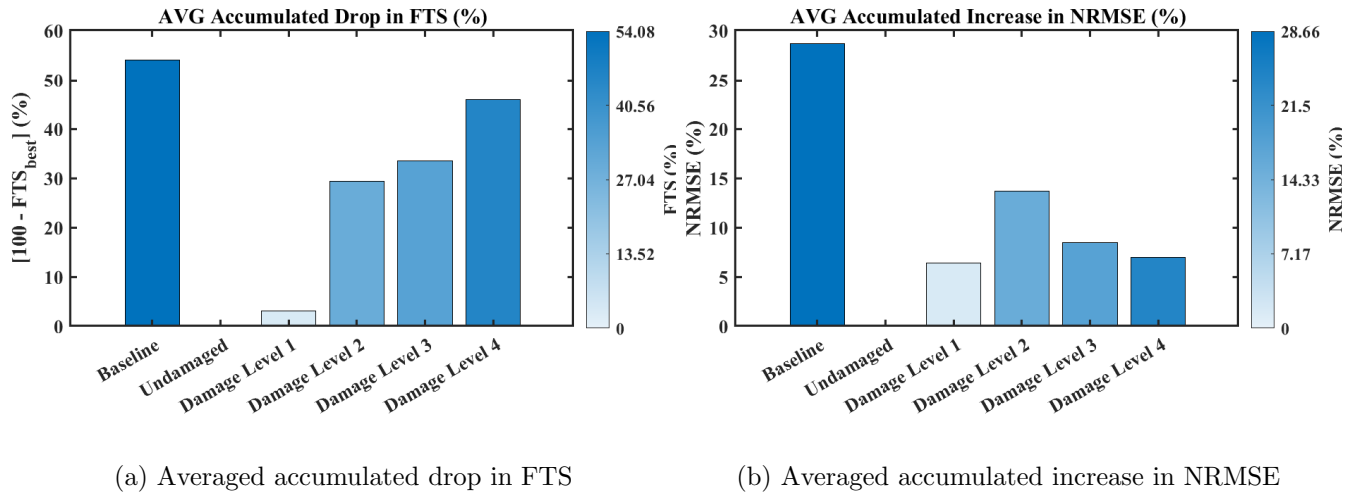 AVG Accumulated Drop in FTS (%)
[100 - FTS_best] (%)
60
50
40
30
20
10
0
Baseline
Undamaged
Damage Level 1
Damage Level 2
Damage Level 3
Damage Level 4
54.08
40.56
27.04
13.52
0
FTS (%)
(a) Averaged accumulated drop in FTS
AVG Accumulated Increase in NRMSE (%)
NRMSE (%)
30
25
20
15
10
5
0
Baseline
Undamaged
Damage Level 1
Damage Level 2
Damage Level 3
Damage Level 4
28.66
21.5
14.33
7.17
0
NRMSE (%)
(b) Averaged accumulated increase in NRMSE